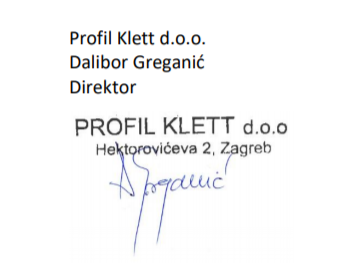 Profil Klett d.o.o.
Dalibor Greganić
Direktor
PROFIL KLETT d.o.o
Hektorovićeva 2, Zagreb